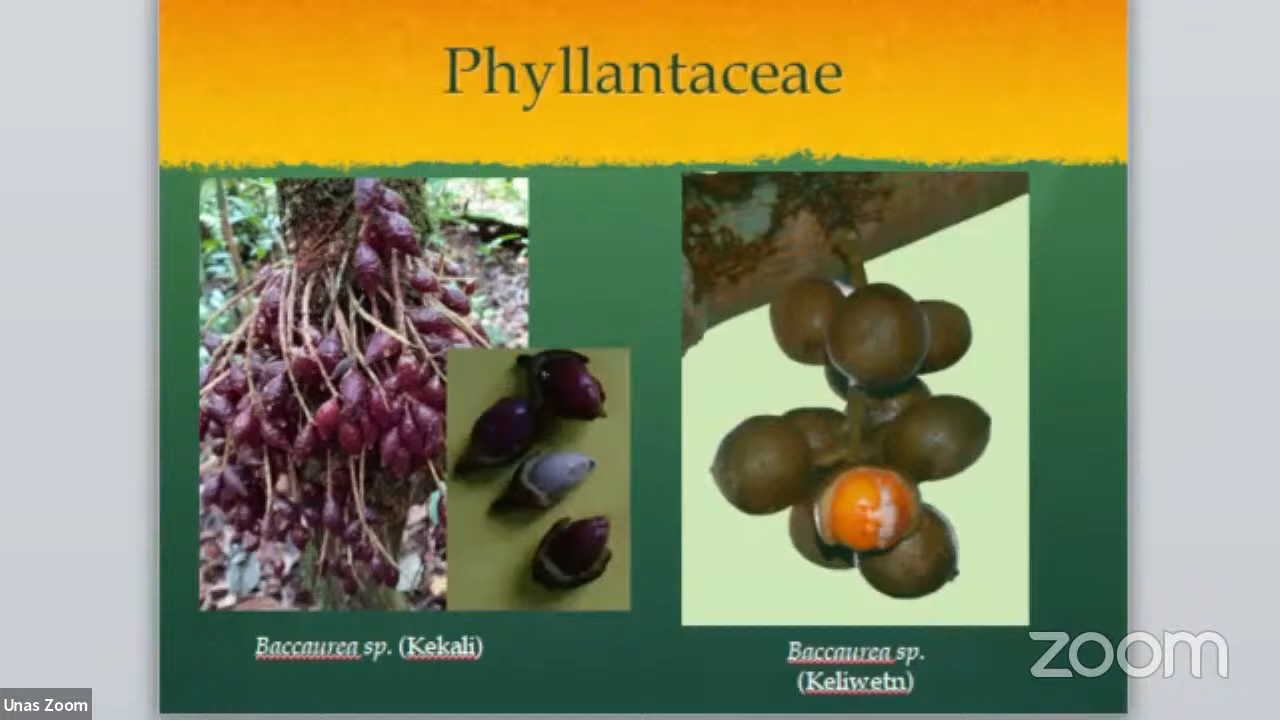 Phyllantaceae
Baccaurea sp. (Kekali)
Baccaurea sp.
(Keliwetn)
zoom
Unas Zoom